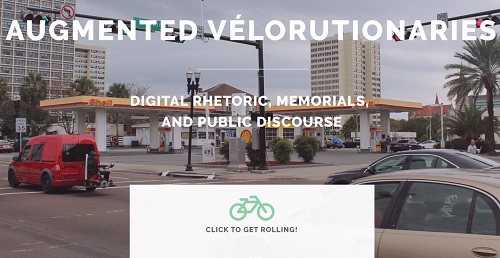 AUGMENTED VÉLORUTIONARIES
DIGITAL RHETORIC, MEMORIALS,
AND PUBLIC DISCOURSE
Shell
CLICK TO GET ROLLING!